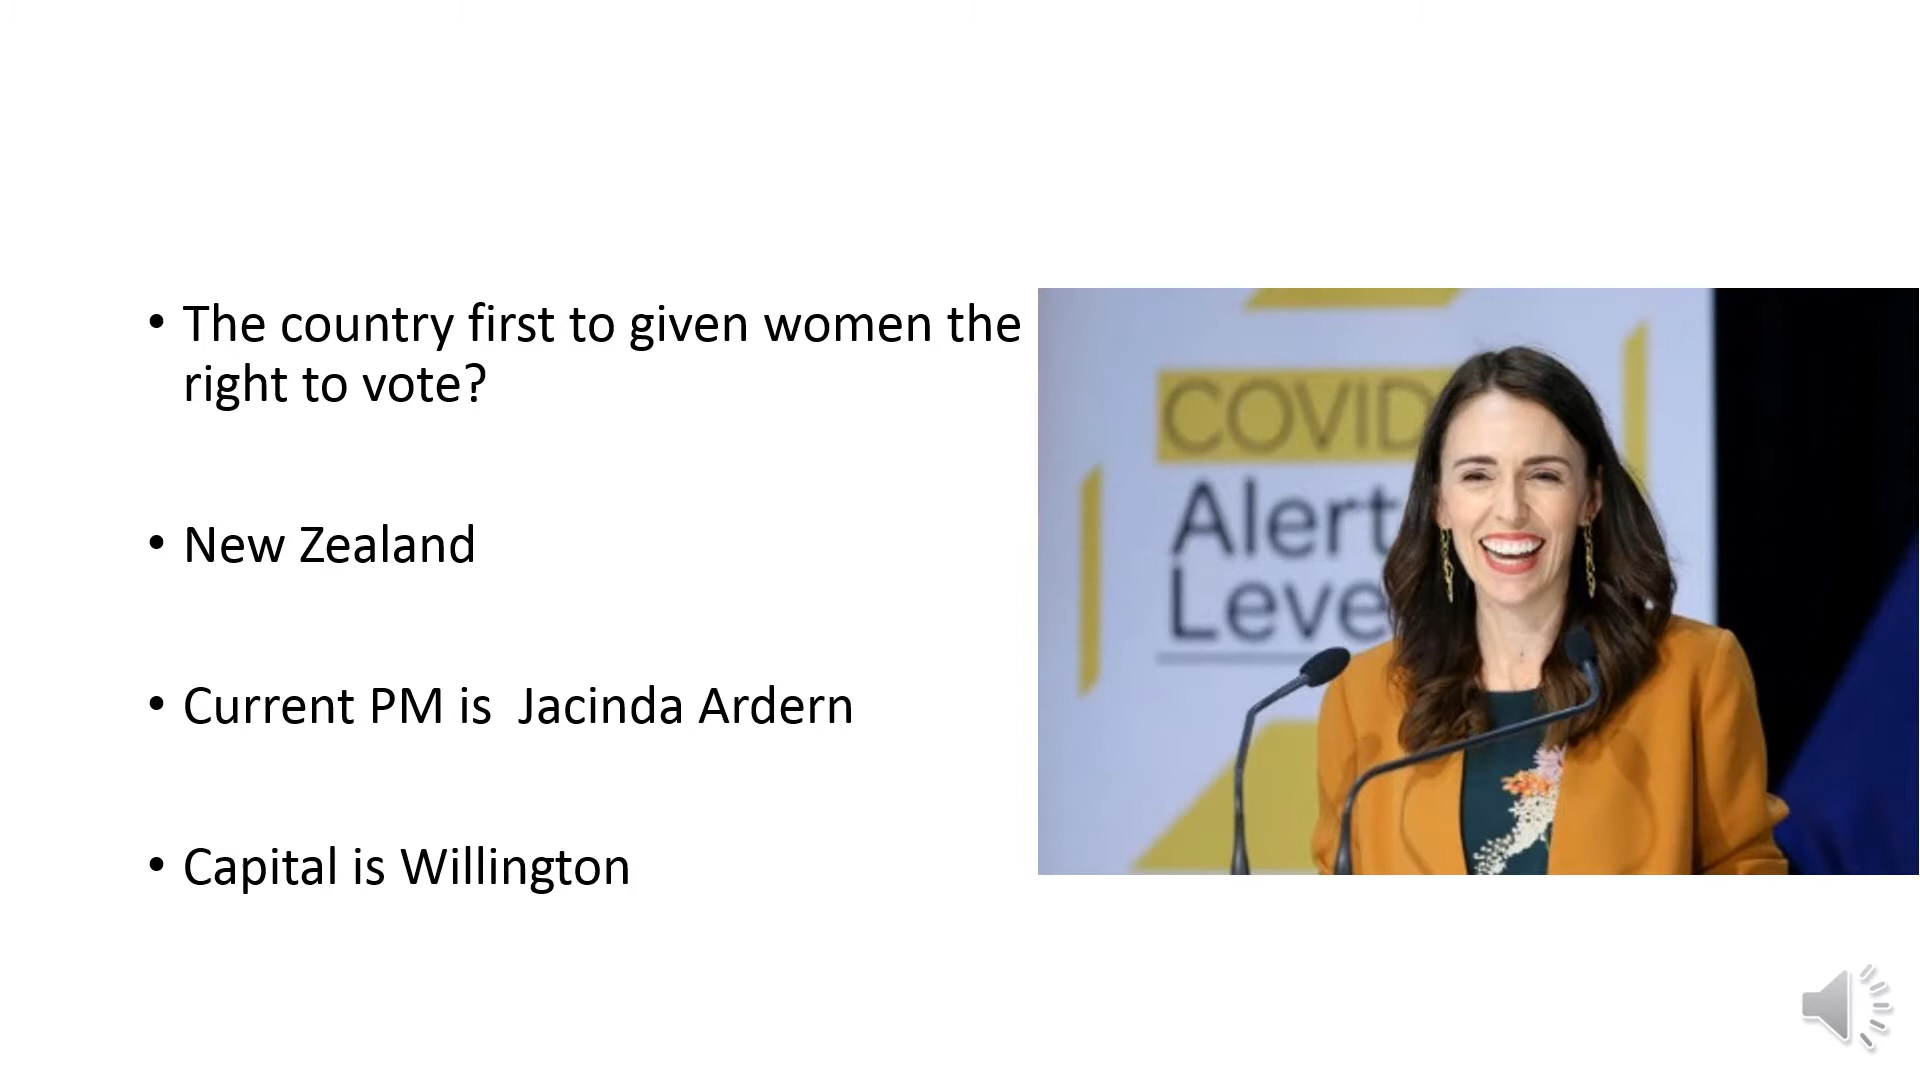 • The country first to given women the
right to vote?
• New Zealand
• Current PM is  Jacinda Ardern
• Capital is Willington
COVID
Alert
Leve